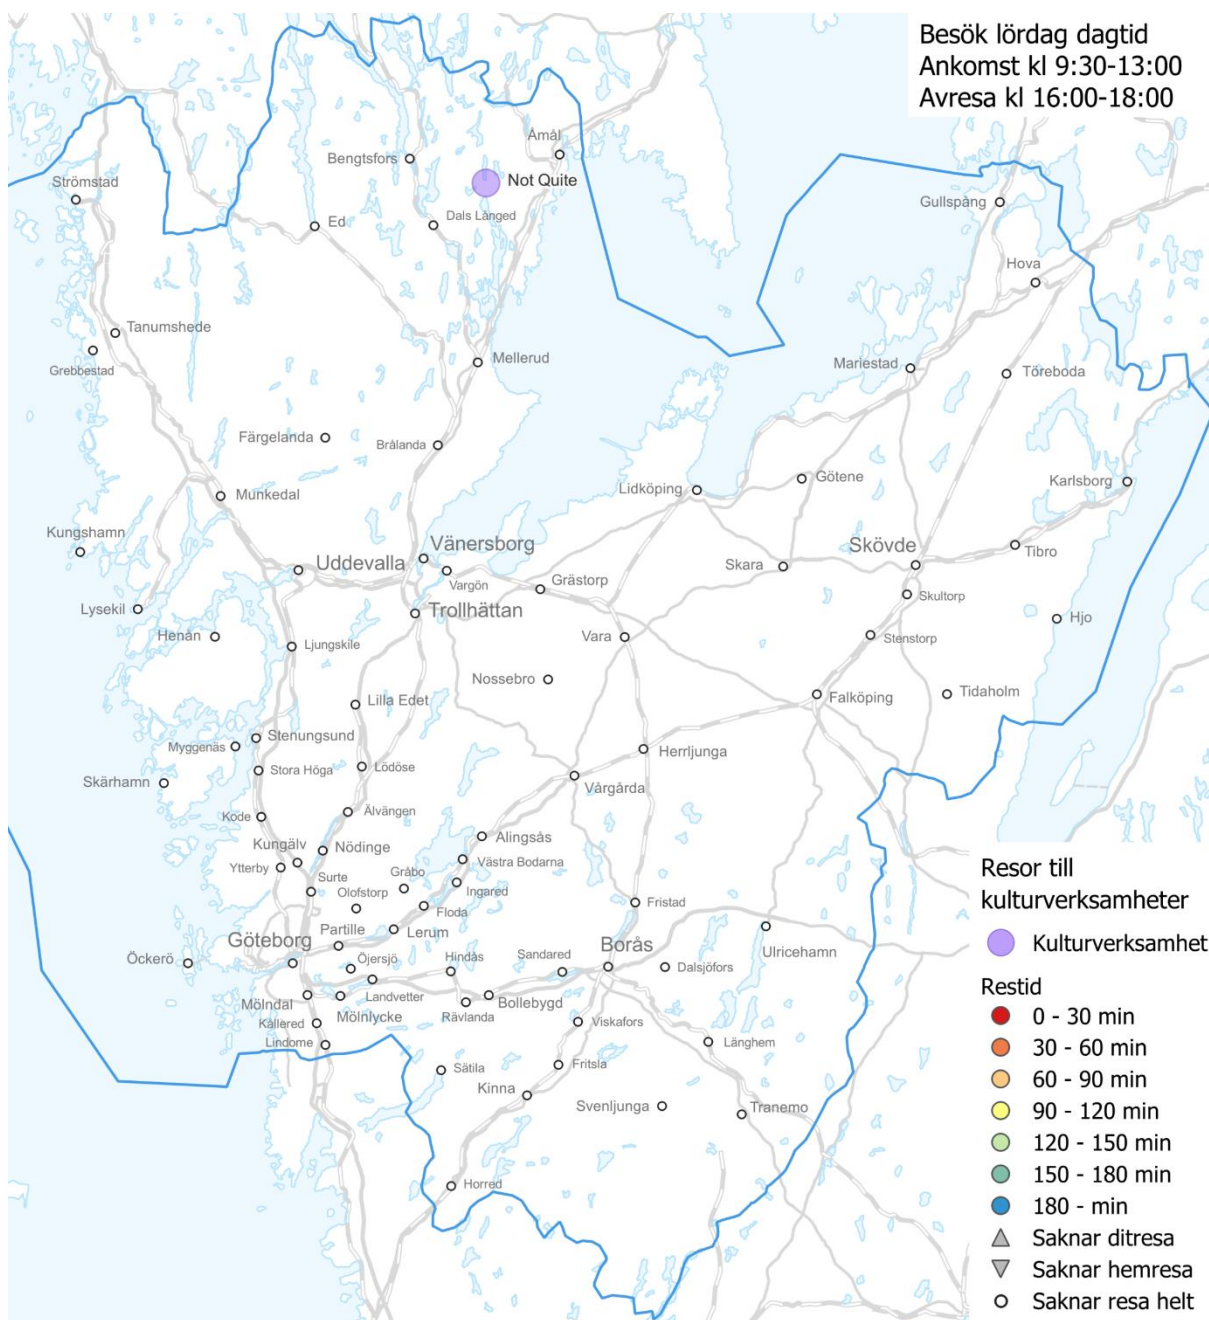 Besök lördag dagtid
Ankomst kl 9:30-13:00
Avresa kl 16:00-18:00
Åmål
Bengtsfors
Not Quite
Strömstad
Gullspång
Dals Långed
Ed
Hova
Tanumshede
Mellerud
Mariestad
Töreboda
Grebbestad
Färgelanda
Brålanda
Götene
Karlsborg
Lidköping
Munkedal
Kungshamn
Vänersborg
Skövde
Tibro
Uddevalla
Skara
Vargön
Grästorp
Skultorp
Lysekil
Trollhättan
Hjo
Henån
Vara
Stenstorp
Ljungskile
Nossebro
Tidaholm
Lilla Edet
Falköping
Stenungsund
Myggenäs
Herrljunga
Stora Höga
Lödöse
Skärhamn
Vårgårda
Kode
Älvängen
Alingsås
Kungälv
Nödinge
Västra Bodarna
Ytterby
Gråbo
Surte
Ingared
Olofstorp
Fristad
Floda
Partille
Lerum
Göteborg
Borås
Ulricehamn
Öckerö
Öjersjö
Hindås
Sandared
Dalsjöfors
Mölndal
Landvetter
Bollebygd
Mölnlycke
Rävlanda
Kållered
Viskafors
Lindome
Länghem
Sätila
Fritsla
Kinna
Svenljunga
Tranemo
Horred
Resor till
kulturverksamheter
Kulturverksamhet
Restid
0 - 30 min
30 - 60 min
60 - 90 min
90 - 120 min
120 - 150 min
150 - 180 min
180 - min
Saknar ditresa
Saknar hemresa
Saknar resa helt